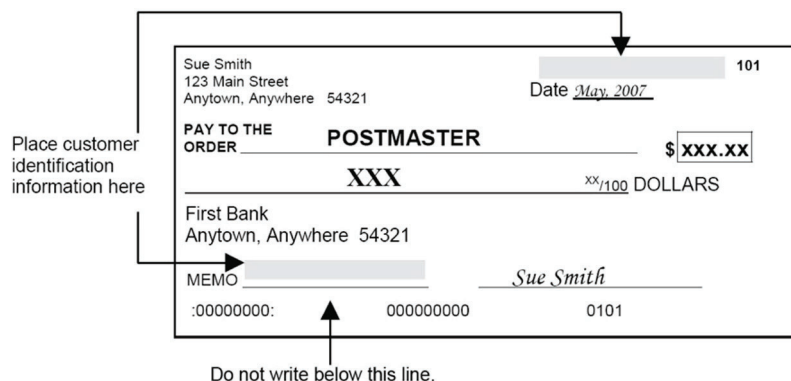 Sue Smith
123 Main Street
Anytown, Anywhere 54321
101
Date May, 2007
PAY TO THE
ORDER POSTMASTER
$ xxx.xx
XXX xx/100 DOLLARS
Place customer
identification
information here
First Bank
Anytown, Anywhere 54321
MEMO Sue Smith
:00000000: 000000000 0101
Do not write below this line.